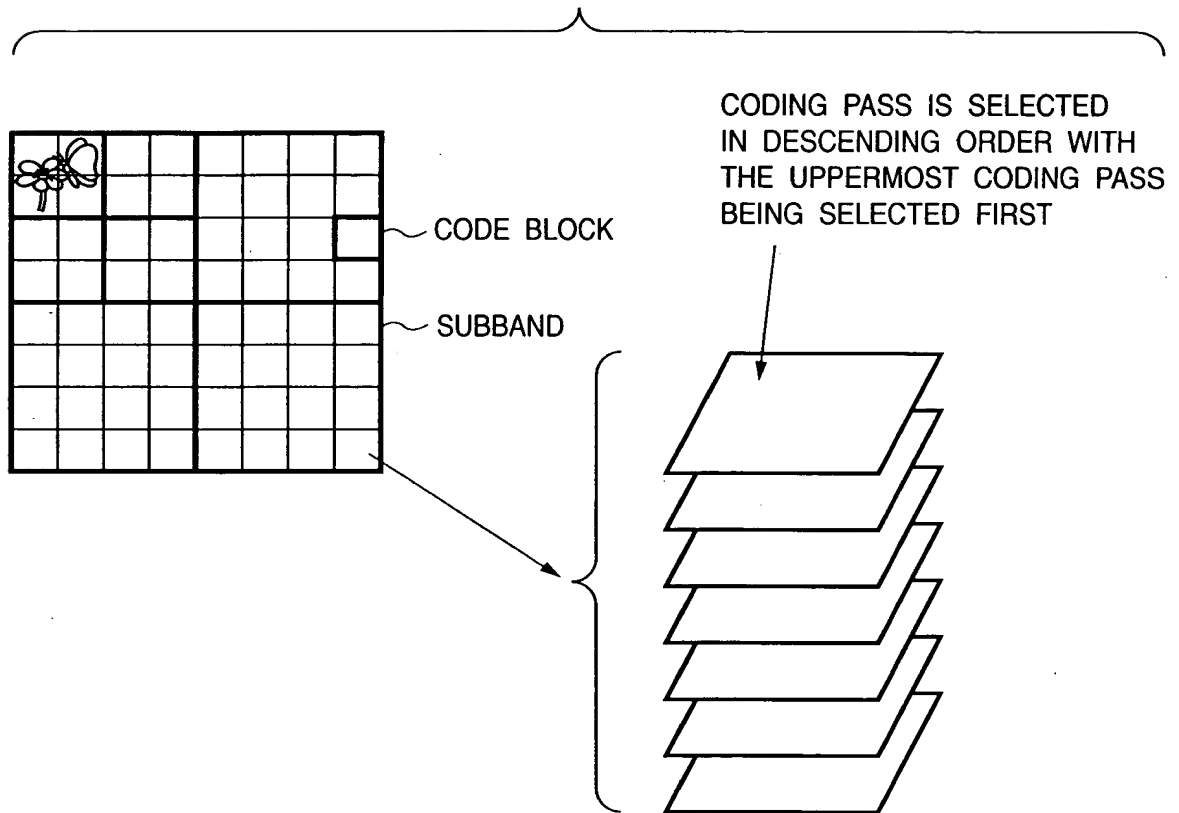 CODING PASS IS SELECTED
IN DESCENDING ORDER WITH
THE UPPERMOST CODING PASS
BEING SELECTED FIRST
CODE BLOCK
SUBBAND